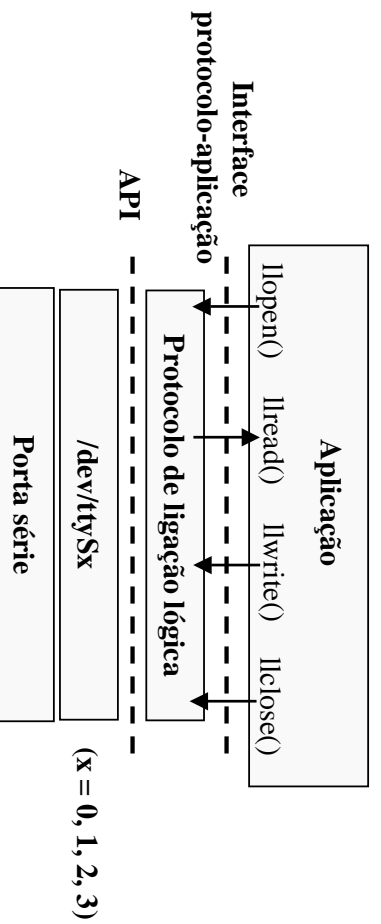 Aplicação
llopen() llread() llwrite() llclose()
Interface
protocolo-aplicação
Protocolo de ligação lógica
API
/dev/ttySx
(x = 0, 1, 2, 3)
Porta série